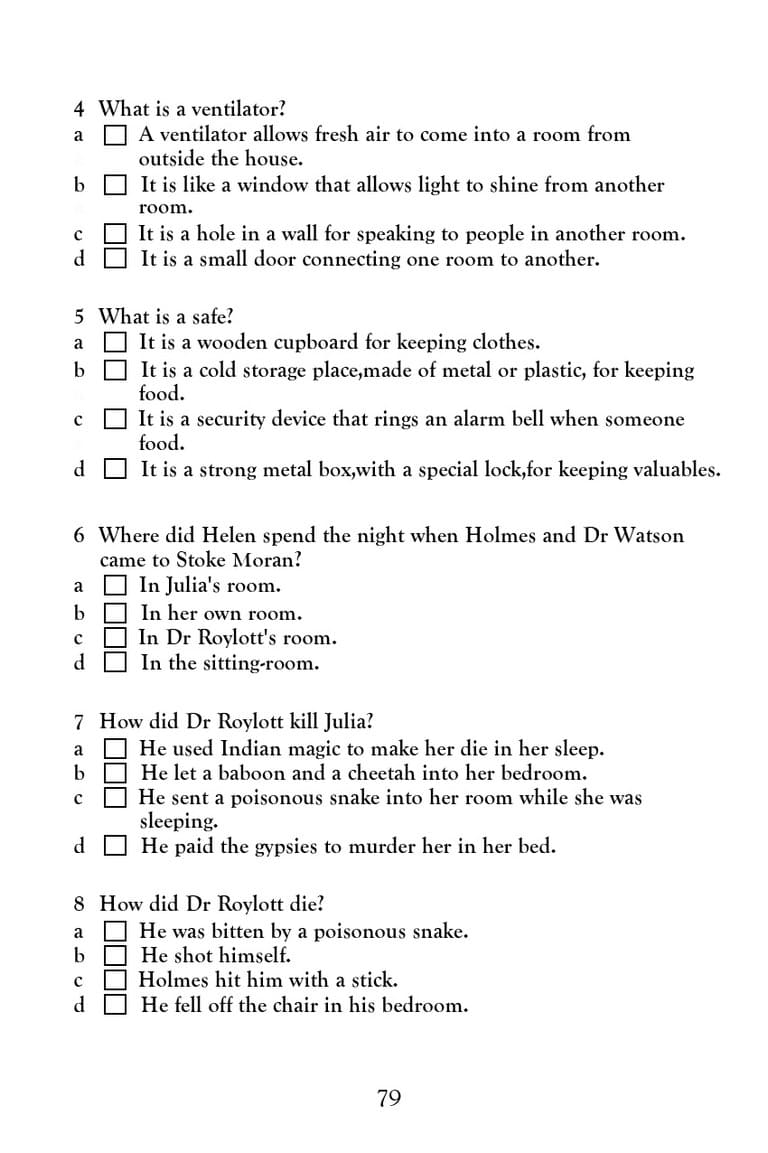 4 What is a ventilator?
a □ A ventilator allows fresh air to come into a room from
outside the house.
b □ It is like a window that allows light to shine from another
room.
c □ It is a hole in a wall for speaking to people in another room.
d □ It is a small door connecting one room to another.
5 What is a safe?
a □ It is a wooden cupboard for keeping clothes.
b □ It is a cold storage place,made of metal or plastic, for keeping
food.
c □ It is a security device that rings an alarm bell when someone
food.
d □ It is a strong metal box,with a special lock,for keeping valuables.
6 Where did Helen spend the night when Holmes and Dr Watson
came to Stoke Moran?
a □ In Julia's room.
b □ In her own room.
c □ In Dr Roylott's room.
d □ In the sitting-room.
7 How did Dr Roylott kill Julia?
a □ He used Indian magic to make her die in her sleep.
b □ He let a baboon and a cheetah into her bedroom.
c □ He sent a poisonous snake into her room while she was
sleeping.
d □ He paid the gypsies to murder her in her bed.
8 How did Dr Roylott die?
a □ He was bitten by a poisonous snake.
b □ He shot himself.
c □ Holmes hit him with a stick.
d □ He fell off the chair in his bedroom.
79